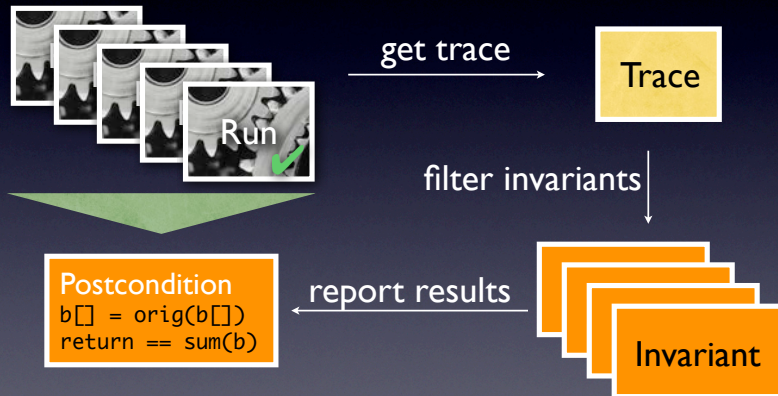 get trace
Trace
Run
filter invariants
Postcondition
b[] = orig(b[])
return == sum(b)
report results
Invariant